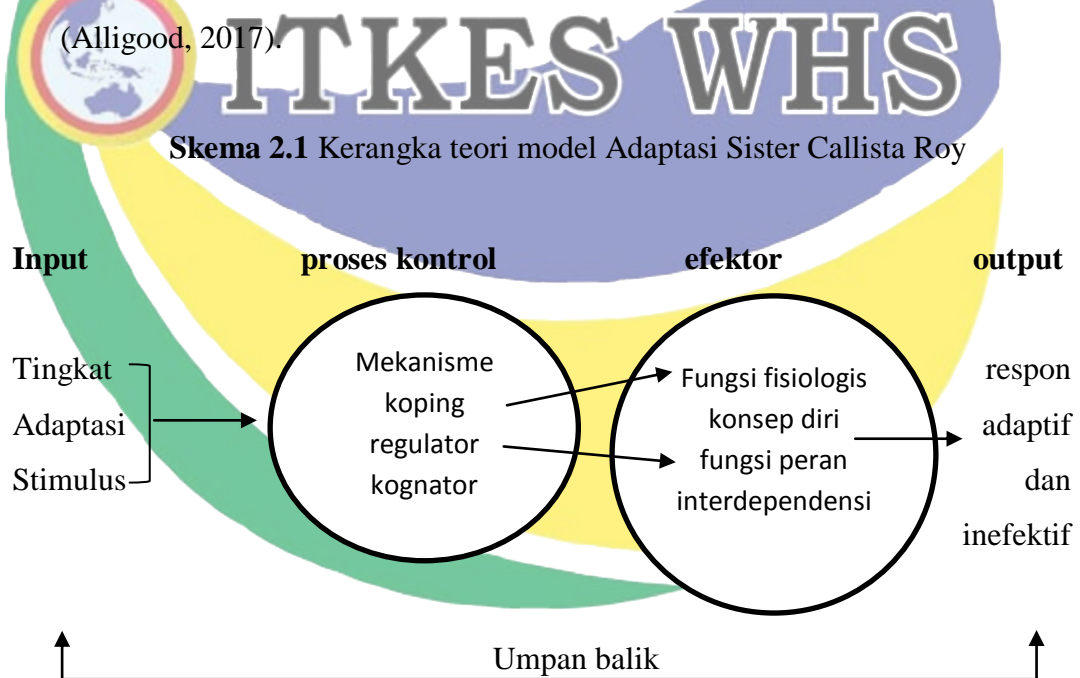 (Alligood, 2017).
ITKES WHS
Skema 2.1 Kerangka teori model Adaptasi Sister Callista Roy
Input proses kontrol efektor output
Tingkat
Adaptasi
Stimulus
Mekanisme
koping
regulator
kognator
Fungsi fisiologis
konsep diri
fungsi peran
interdependensi
respon
adaptif
dan
inefektif
Umpan balik